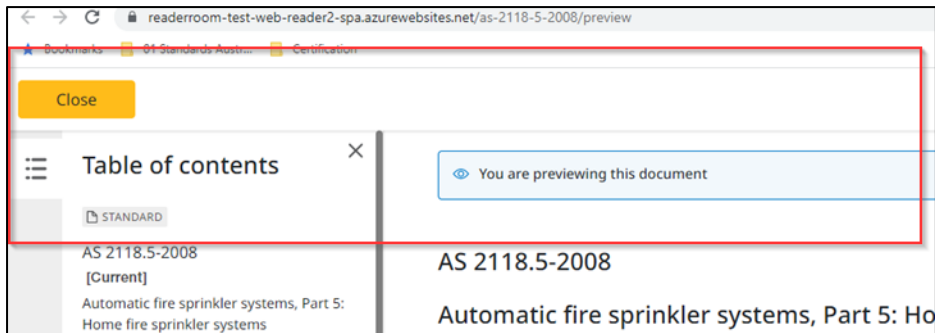 readerroom-test-web-reader2-spa.azurewebsites.net/as-2118-5-2008/preview
Bookmarks 01 Standards Austr... Certification
Close
Table of contents
You are previewing this document
STANDARD
AS 2118.5-2008
[Current]
Automatic fire sprinkler systems, Part 5:
Home fire sprinkler systems
AS 2118.5-2008
Automatic fire sprinkler systems, Part 5: Ho